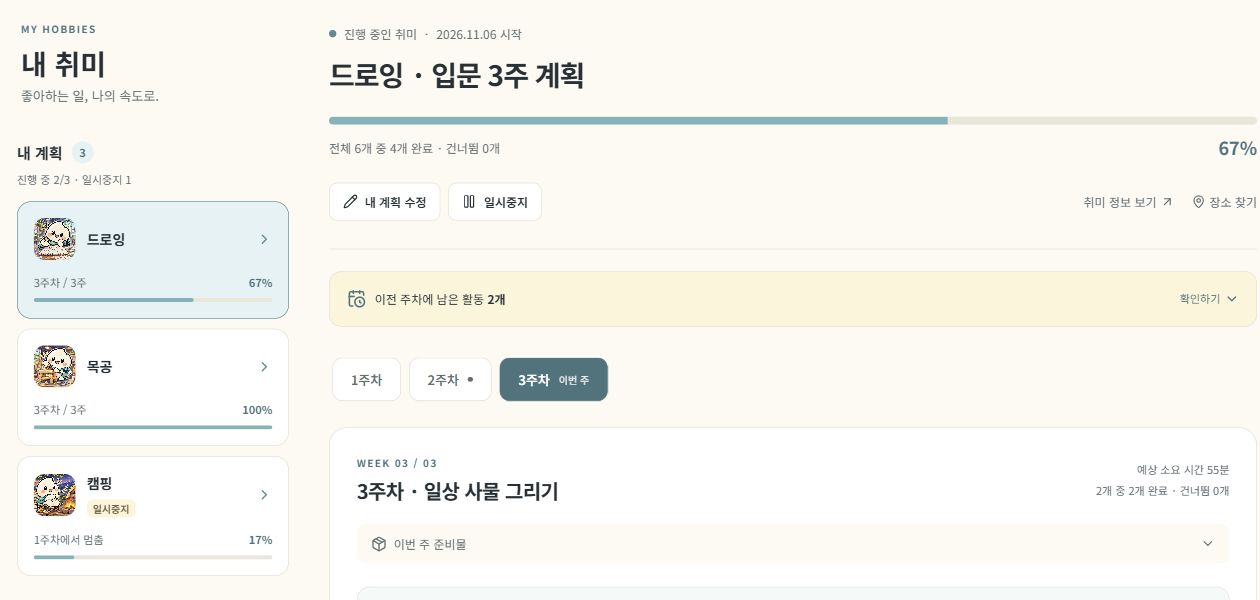 MY HOBBIES
내 취미
좋아하는 일, 나의 속도로.
내 계획 3
진행 중 2/3 · 일시중지 1
드로잉
3주차 / 3주 67%
목공
3주차 / 3주 100%
캠핑
일시중지
1주차에서 멈춤 17%
진행 중인 취미 · 2026.11.06 시작
드로잉 · 입문 3주 계획
전체 6개 중 4개 완료 · 건너뜀 0개 67%
내 계획 수정 일시중지 취미 정보 보기 장소 찾기
이전 주차에 남은 활동 2개 확인하기
1주차 2주차 3주차 이번 주
WEEK 03 / 03
3주차 · 일상 사물 그리기
예상 소요 시간 55분
2개 중 2개 완료 · 건너뜀 0개
이번 주 준비물